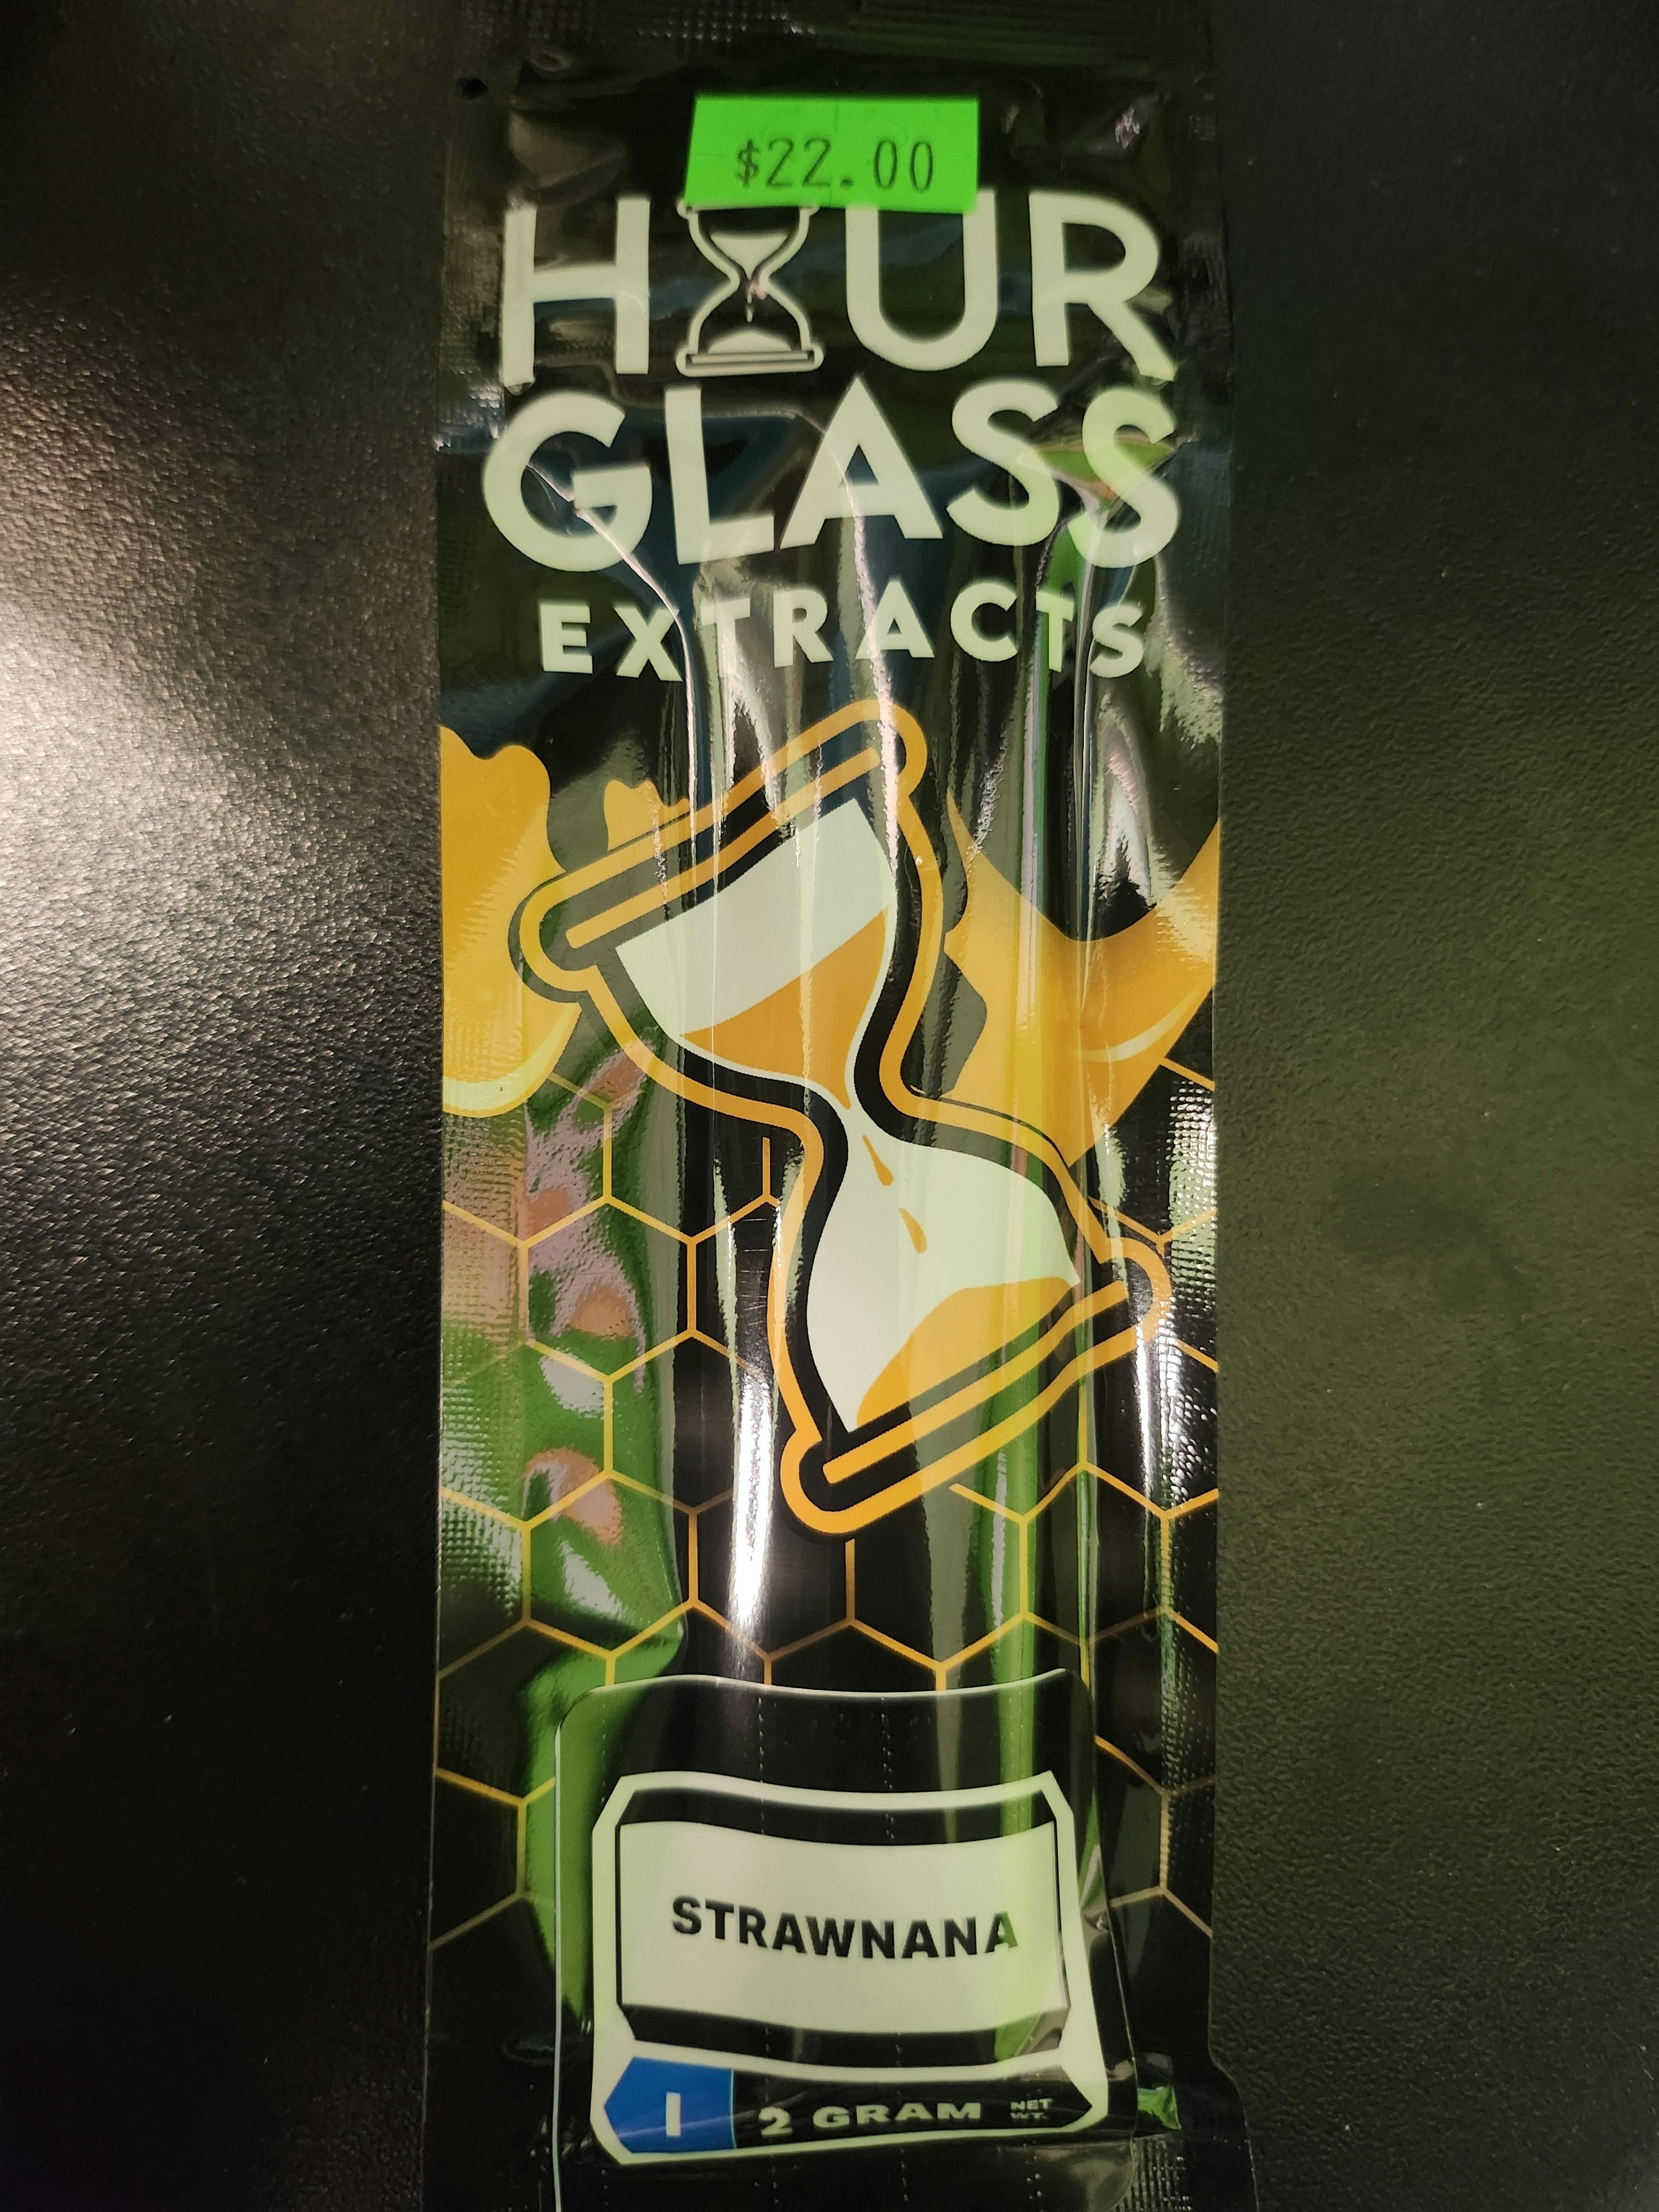 $22.00
HOUR
GLASS
EXTRACTS
STRAWNANA
I 2 GRAM NET WT.